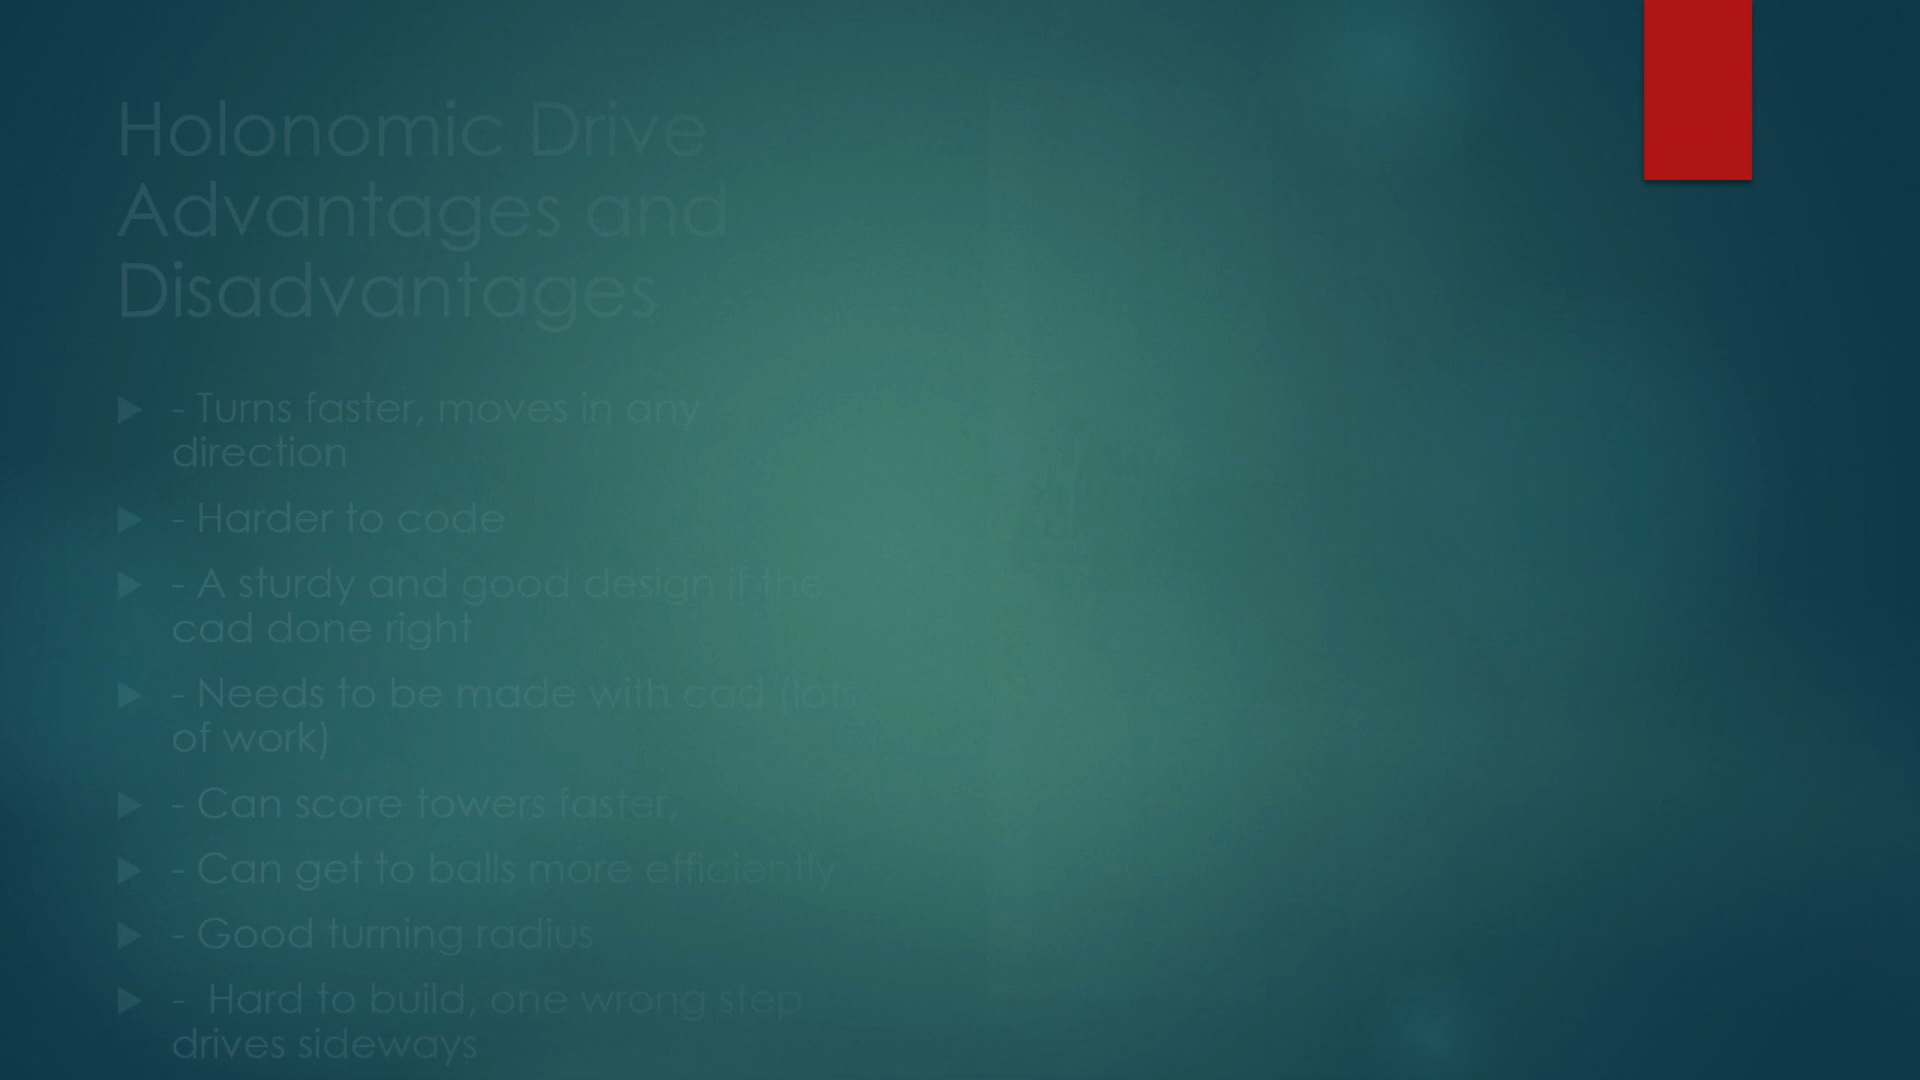 Holonomic Drive
Advantages and
Disadvantages
- Turns faster, moves in any
direction
- Harder to code
- A sturdy and good design if the
cad done right
- Needs to be made with cad (lots
of work)
- Can score towers faster,
- Can get to balls more efficiently
- Good turning radius
- Hard to build, one wrong step
drives sideways